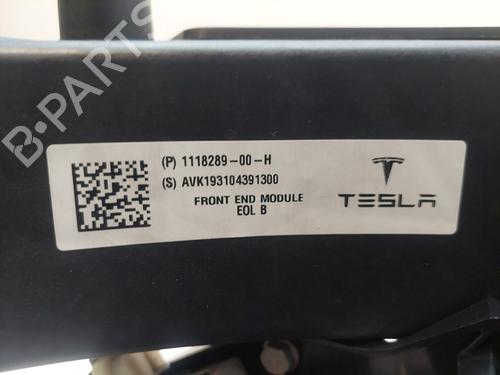 (P) 1118289-00-H
(S) AVK193104391300
FRONT END MODULE
EOL B
TESLA
B-PARTS